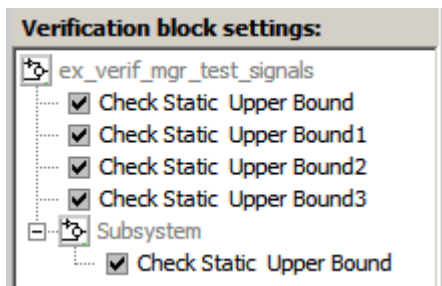 Verification block settings:
ex_verif_mgr_test_signals
Check Static Upper Bound
Check Static Upper Bound1
Check Static Upper Bound2
Check Static Upper Bound3
Subsystem
Check Static Upper Bound